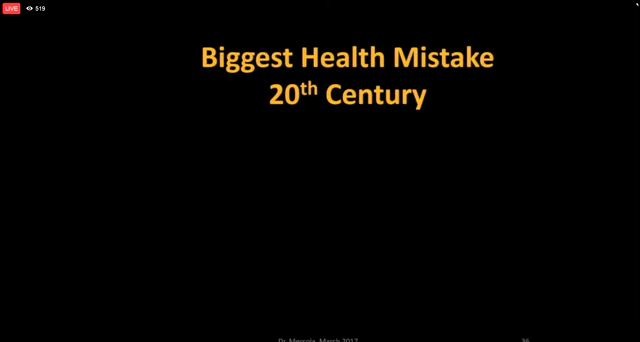 LIVE 519
Biggest Health Mistake
20th Century
Dr. Mercola, March 2017
36